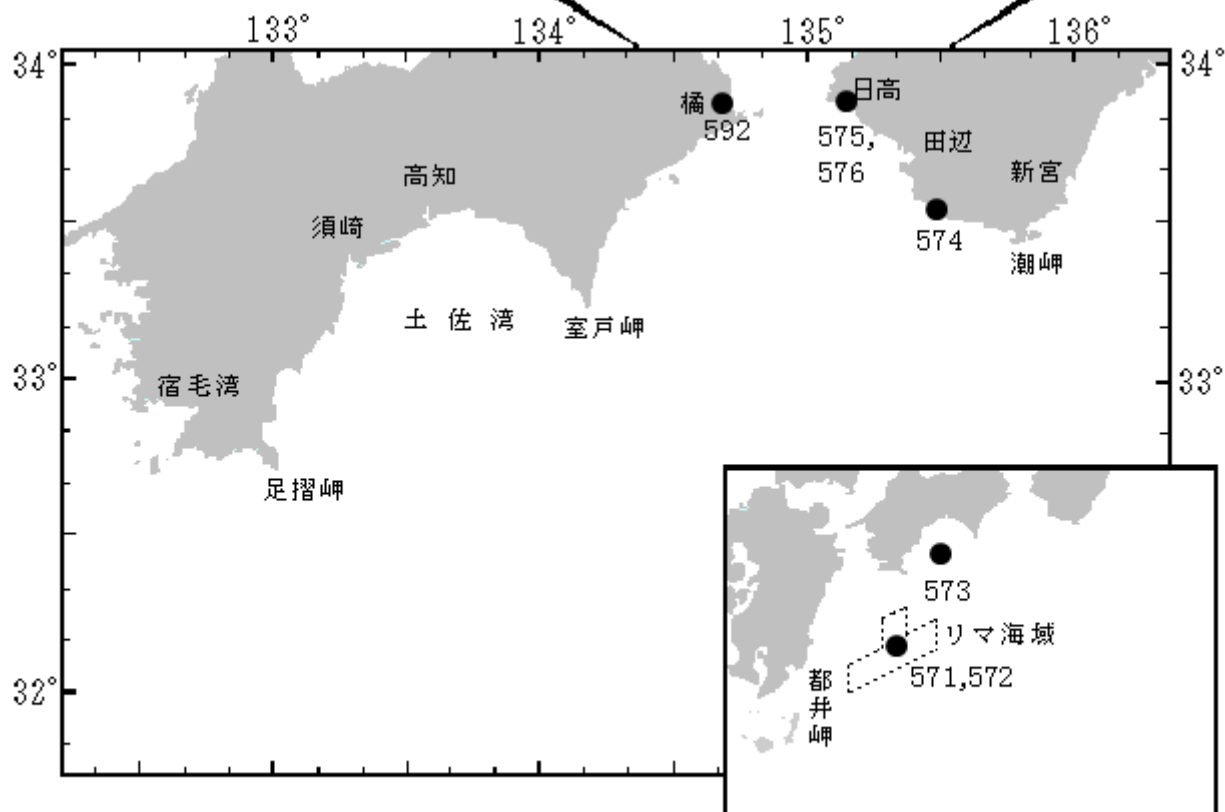 133° 134° 135° 136°
34° 34°
橘 日高
592 575,
576
田辺
高知 新宮
須崎
574
潮岬
土佐湾 室戸岬
33° 33°
宿毛湾
足摺岬
573
リマ海域
571,572
都井岬
32°